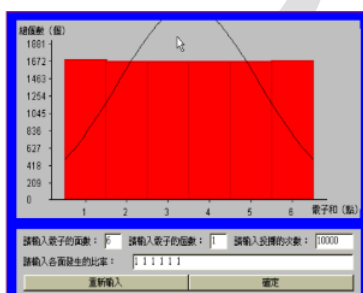 總個數 (個)
1881
1672
1463
1254
1045
836
627
418
209
0
1 2 3 4 5 6 骰子和 (點)
請輸入骰子的面數： 6 請輸入骰子的個數： 1 請輸入投擲的次數： 10000
請輸入各面發生的比率： 1 1 1 1 1 1
重新輸入 確定